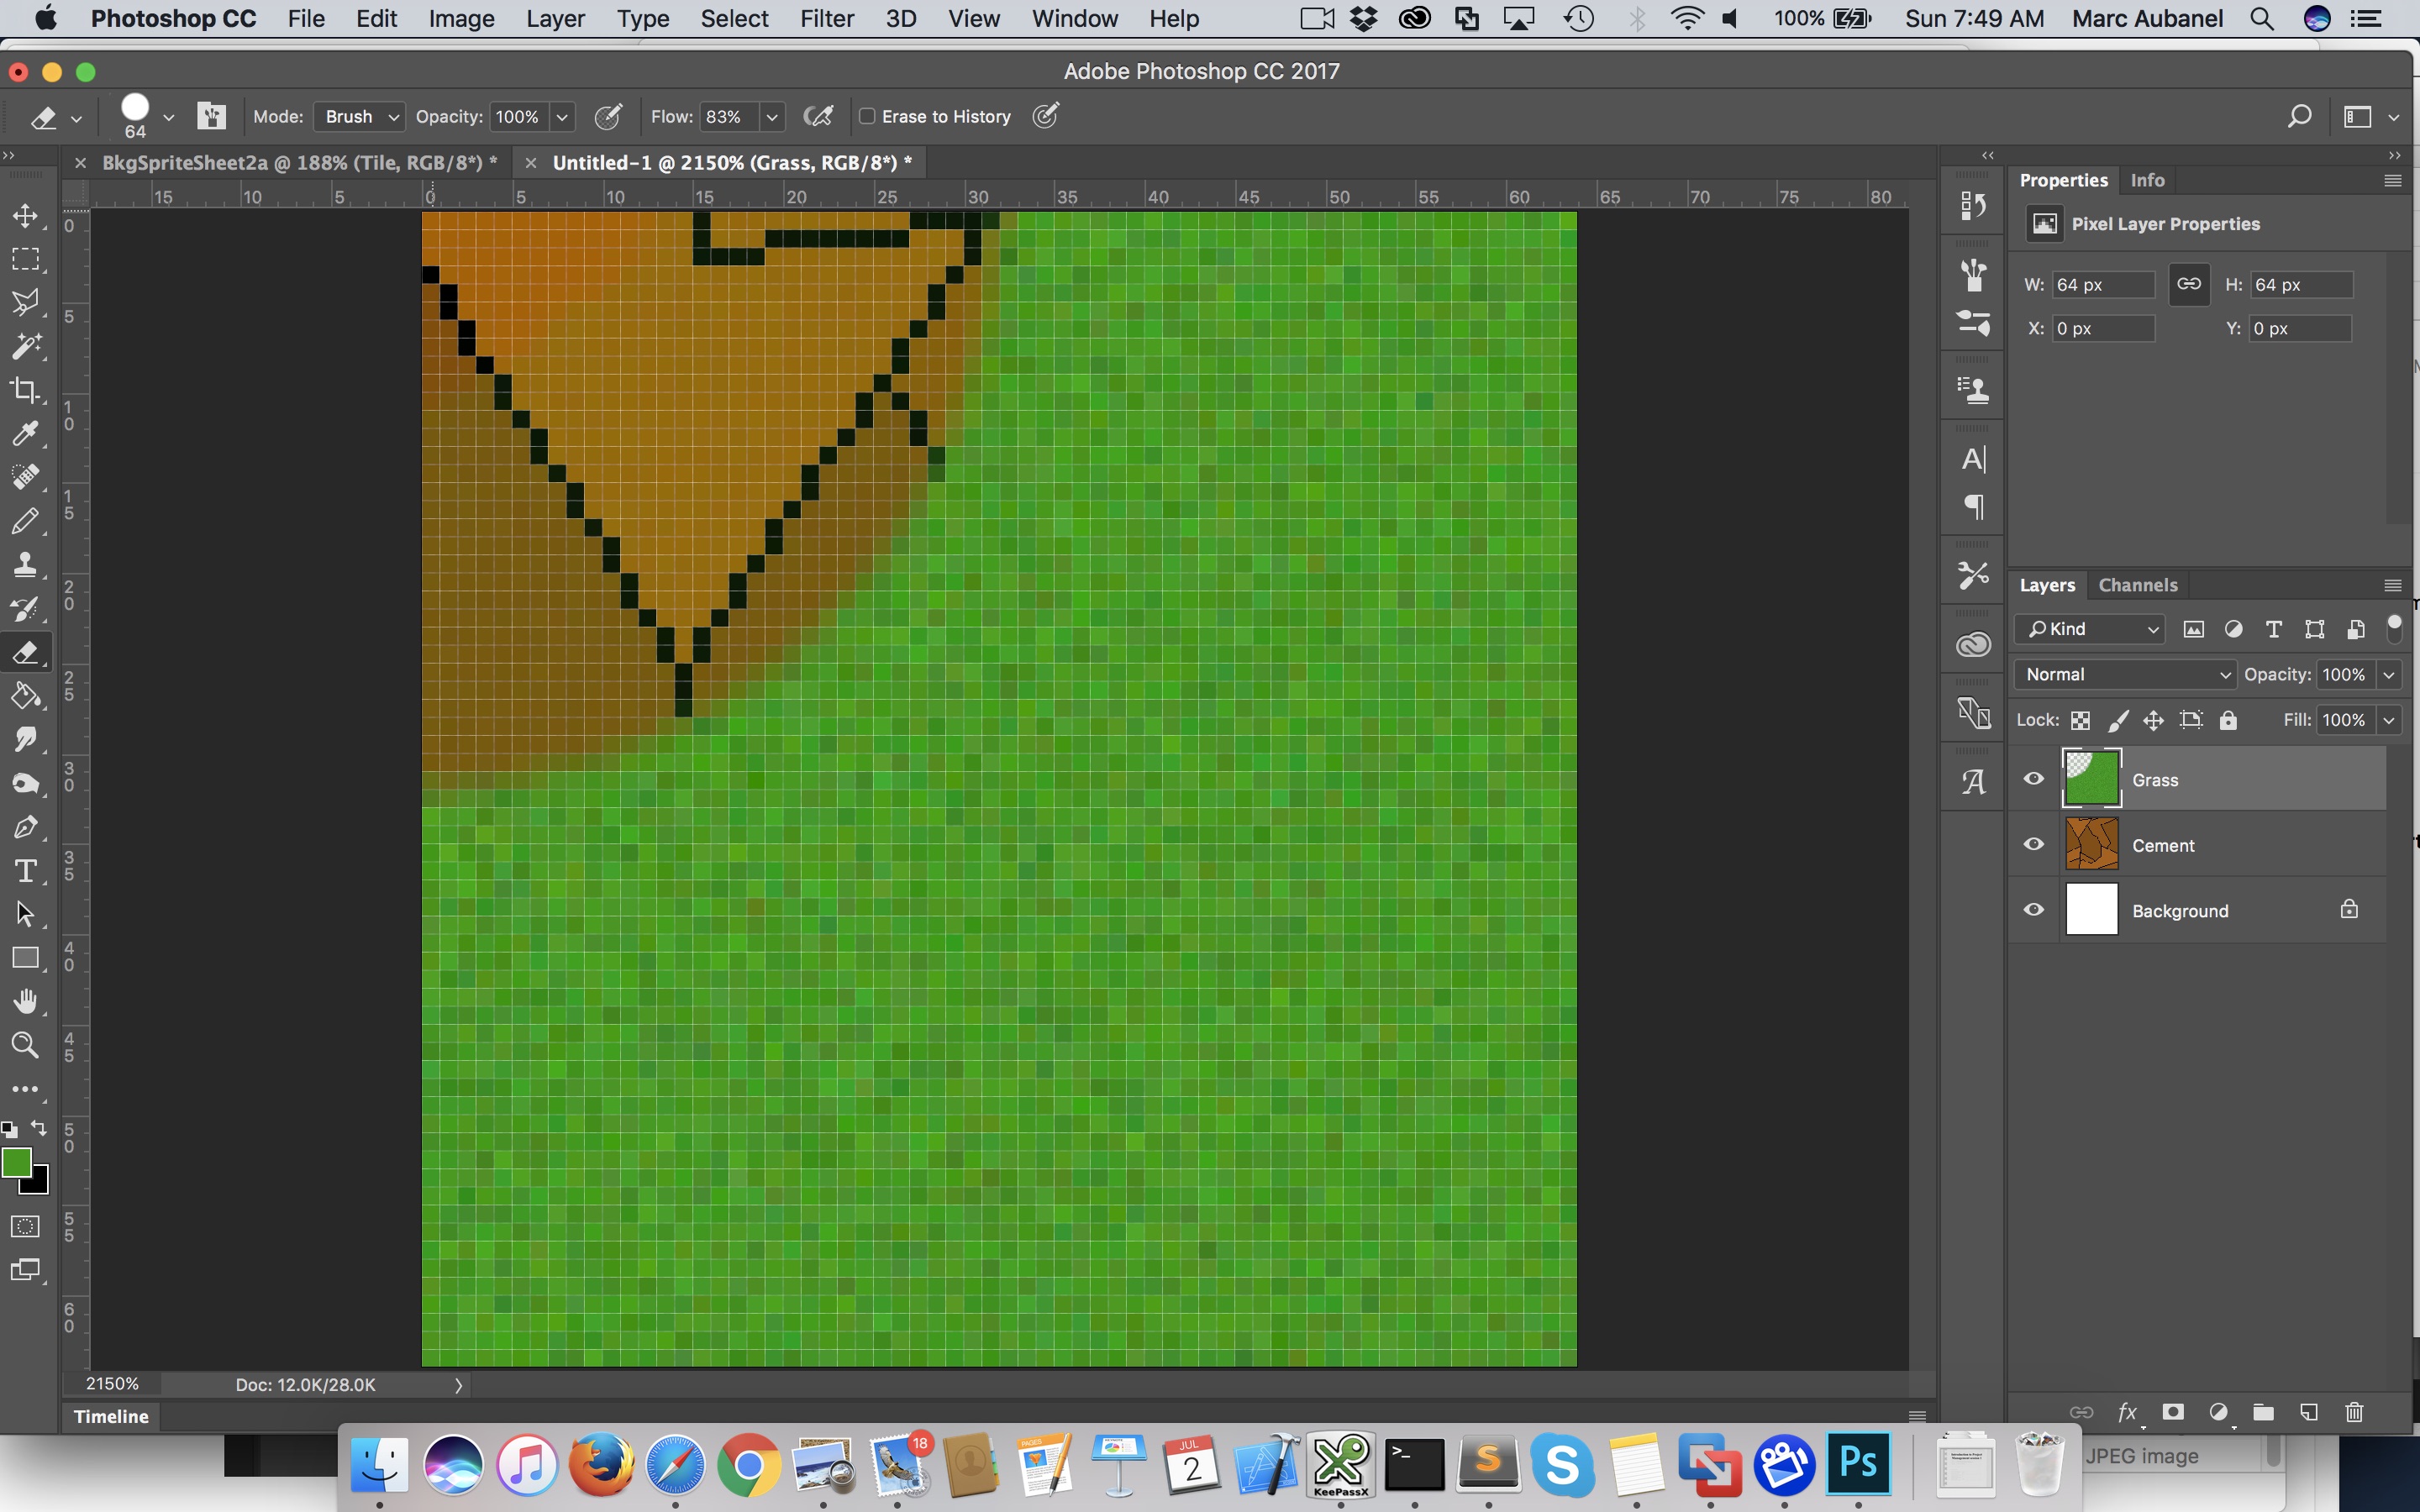 Photoshop CC File Edit Image Layer Type Select Filter 3D View Window Help 100% Sun 7:49 AM Marc Aubanel
Adobe Photoshop CC 2017
64 Mode: Brush Opacity: 100% Flow: 83% Erase to History
BkgSpriteSheet2a @ 188% (Tile, RGB/8*) * Untitled-1 @ 2150% (Grass, RGB/8*) *
15 10 5 0 5 10 15 20 25 30 35 40 45 50 55 60 65 70 75 80
0
5
10
15
20
25
30
35
40
45
50
55
60
Properties Info
Pixel Layer Properties
W: 64 px H: 64 px
X: 0 px Y: 0 px
Layers Channels
Kind
Normal Opacity: 100%
Lock: Fill: 100%
Grass
Cement
Background
fx
2150% Doc: 12.0K/28.0K
Timeline
18
PAGES
JUL
2
KeePassX
>_
S
S
Ps
JPEG image